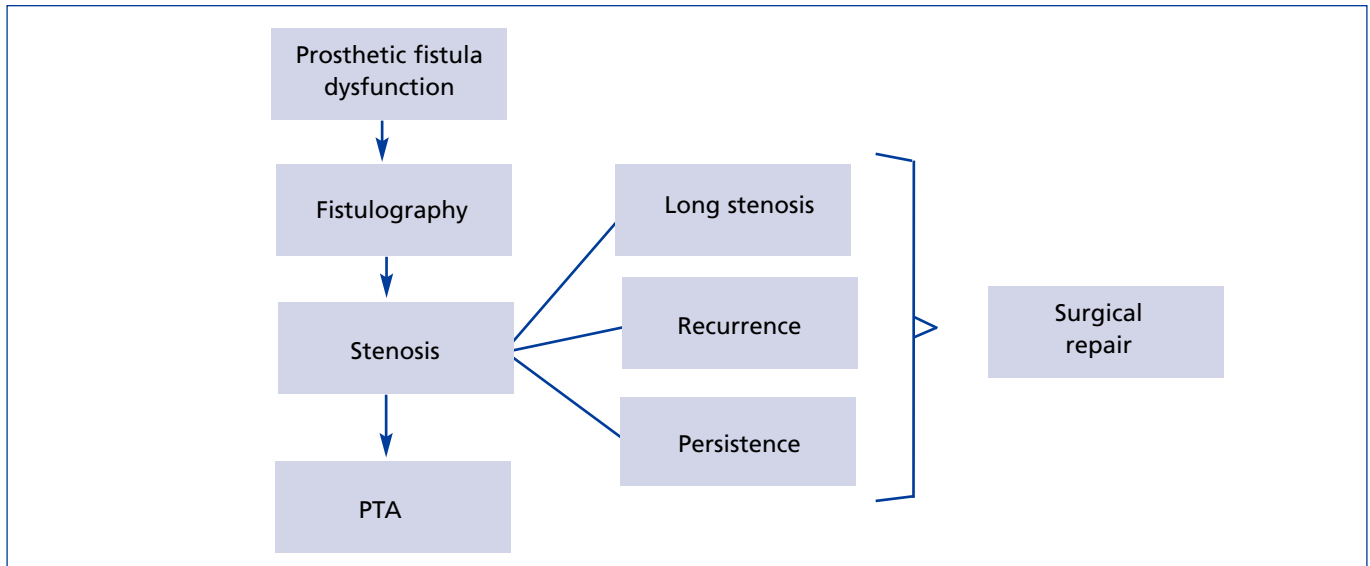 Prosthetic fistula
dysfunction
Fistulography
Stenosis
PTA
Long stenosis
Recurrence
Persistence
Surgical
repair